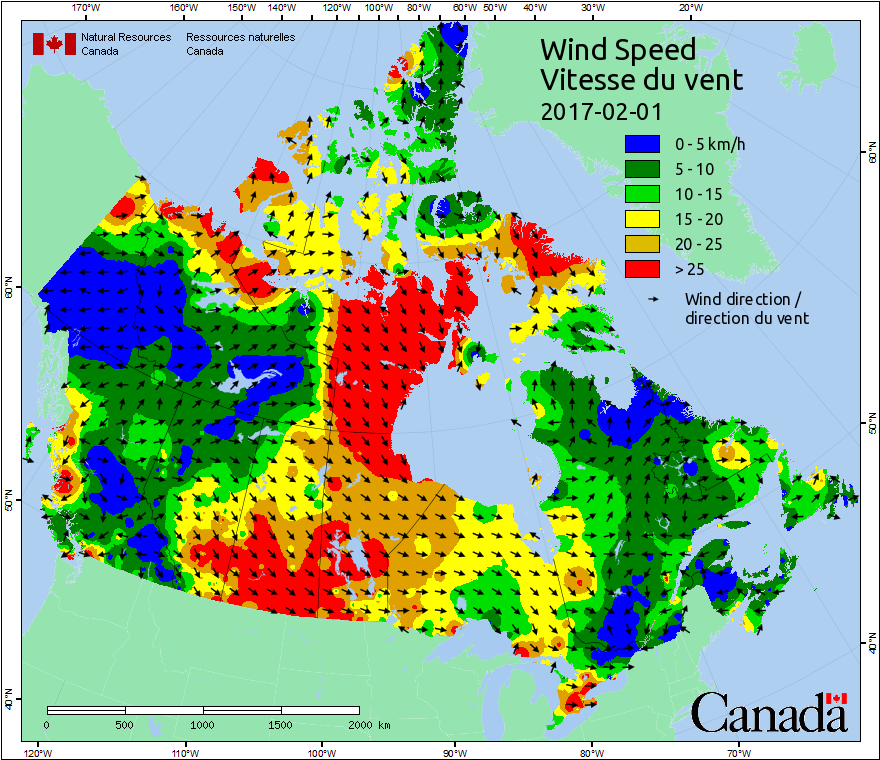 170°W 160°W 150°W 140°W 130°W 120°W 110°W 100°W 80°W 60°W 50°W 40°W 30°W 20°W
Natural Resources Canada
Ressources naturelles Canada
Wind Speed
Vitesse du vent
2017-02-01
0 - 5 km/h
5 - 10
10 - 15
15 - 20
20 - 25
> 25
Wind direction /
direction du vent
60°N
50°N
40°N
60°N
50°N
40°N
0 500 1000 1500 2000 km
Canada
120°W 110°W 100°W 90°W 80°W 70°W